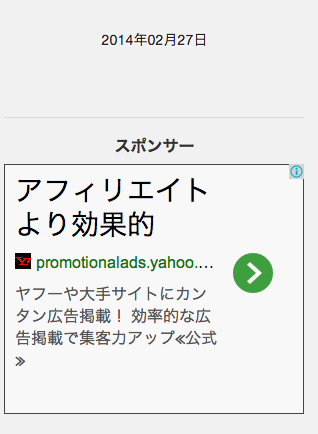 2014年02月27日
スポンサー
アフィリエイト
より効果的
promotionalads.yahoo....
ヤフーや大手サイトにカン
タン広告掲載！ 効率的な広
告掲載で集客力アップ≪公式
≫